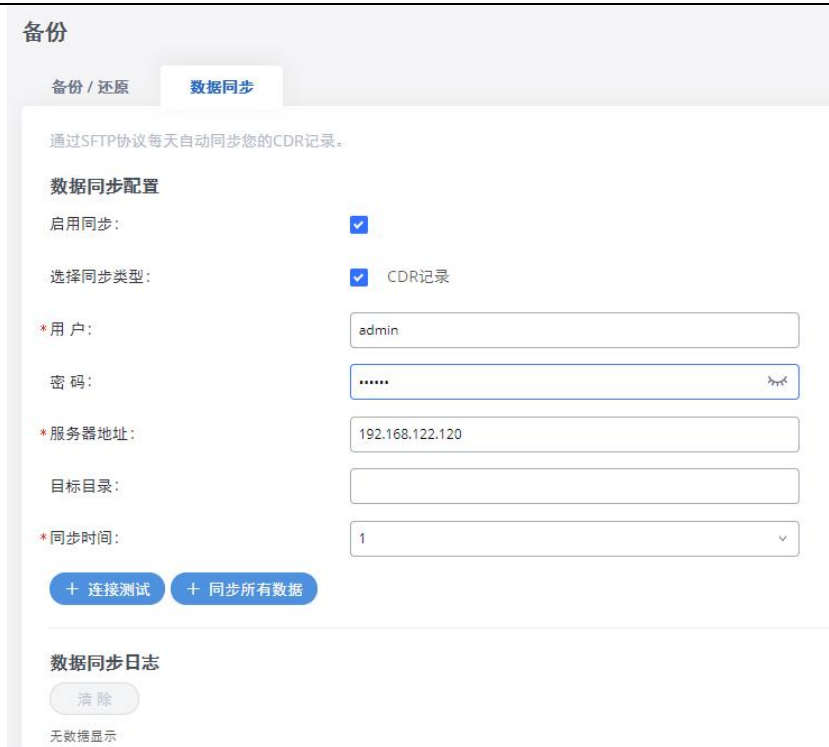 备份
备份 / 还原 数据同步
通过SFTP协议每天自动同步您的CDR记录。
数据同步配置
启用同步：
选择同步类型： CDR记录
*用 户： admin
密 码： ••••••
*服务器地址： 192.168.122.120
目标目录：
*同步时间： 1
+ 连接测试 + 同步所有数据
数据同步日志
清 除
无数据显示